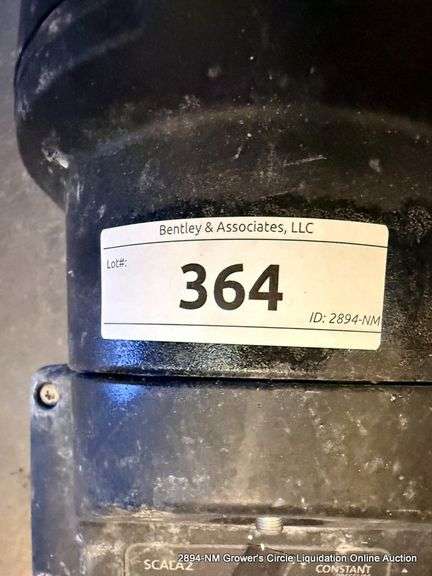 Bentley & Associates, LLC
Lot#:
364
ID: 2894-NM
SCALA2
CONSTANT
2894-NM Grower's Circle Liquidation Online Auction